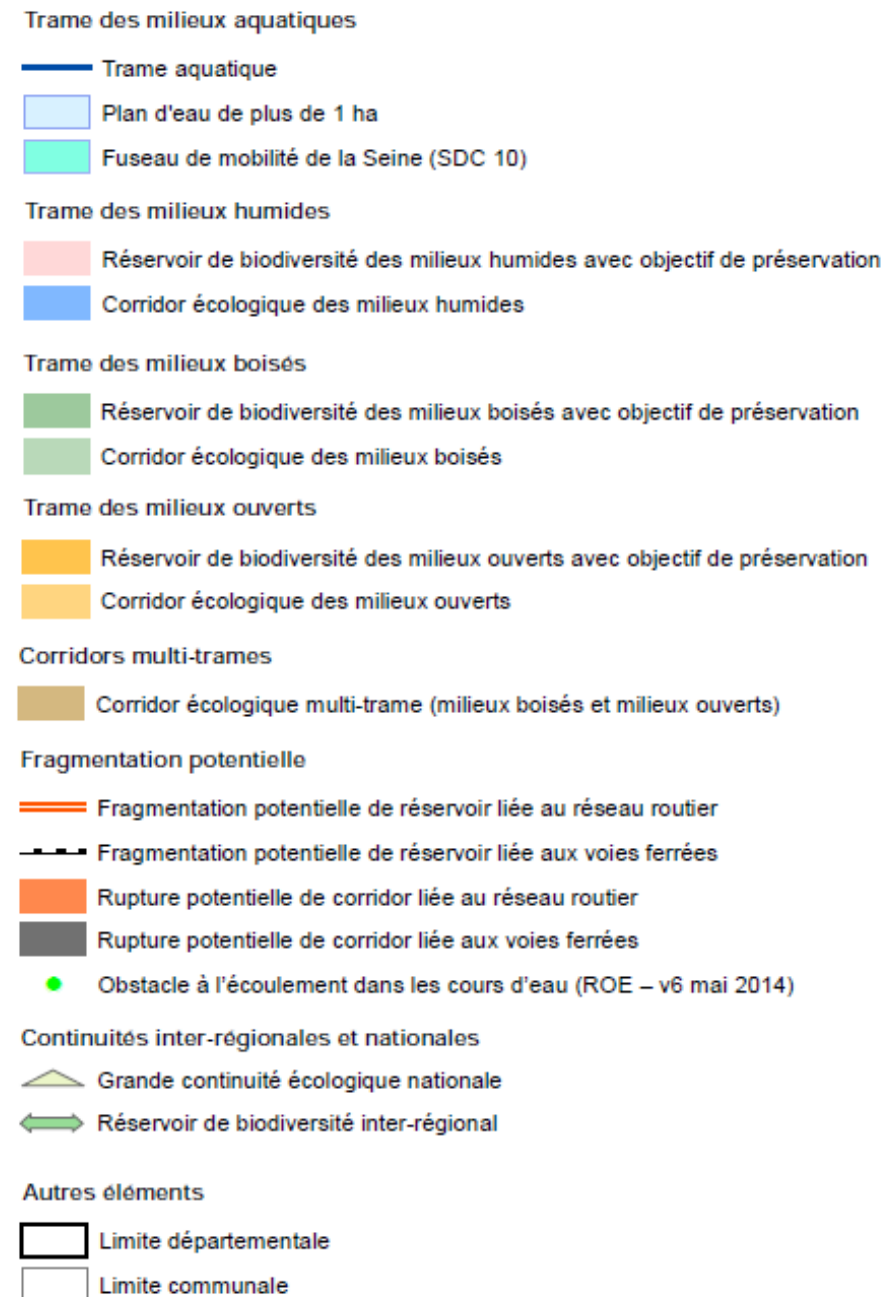 Trame des milieux aquatiques
Trame aquatique
Plan d'eau de plus de 1 ha
Fuseau de mobilité de la Seine (SDC 10)
Trame des milieux humides
Réservoir de biodiversité des milieux humides avec objectif de préservation
Corridor écologique des milieux humides
Trame des milieux boisés
Réservoir de biodiversité des milieux boisés avec objectif de préservation
Corridor écologique des milieux boisés
Trame des milieux ouverts
Réservoir de biodiversité des milieux ouverts avec objectif de préservation
Corridor écologique des milieux ouverts
Corridors multi-trames
Corridor écologique multi-trame (milieux boisés et milieux ouverts)
Fragmentation potentielle
Fragmentation potentielle de réservoir liée au réseau routier
Fragmentation potentielle de réservoir liée aux voies ferrées
Rupture potentielle de corridor liée au réseau routier
Rupture potentielle de corridor liée aux voies ferrées
Obstacle à l'écoulement dans les cours d'eau (ROE – v6 mai 2014)
Continuités inter-régionales et nationales
Grande continuité écologique nationale
Réservoir de biodiversité inter-régional
Autres éléments
Limite départementale
Limite communale